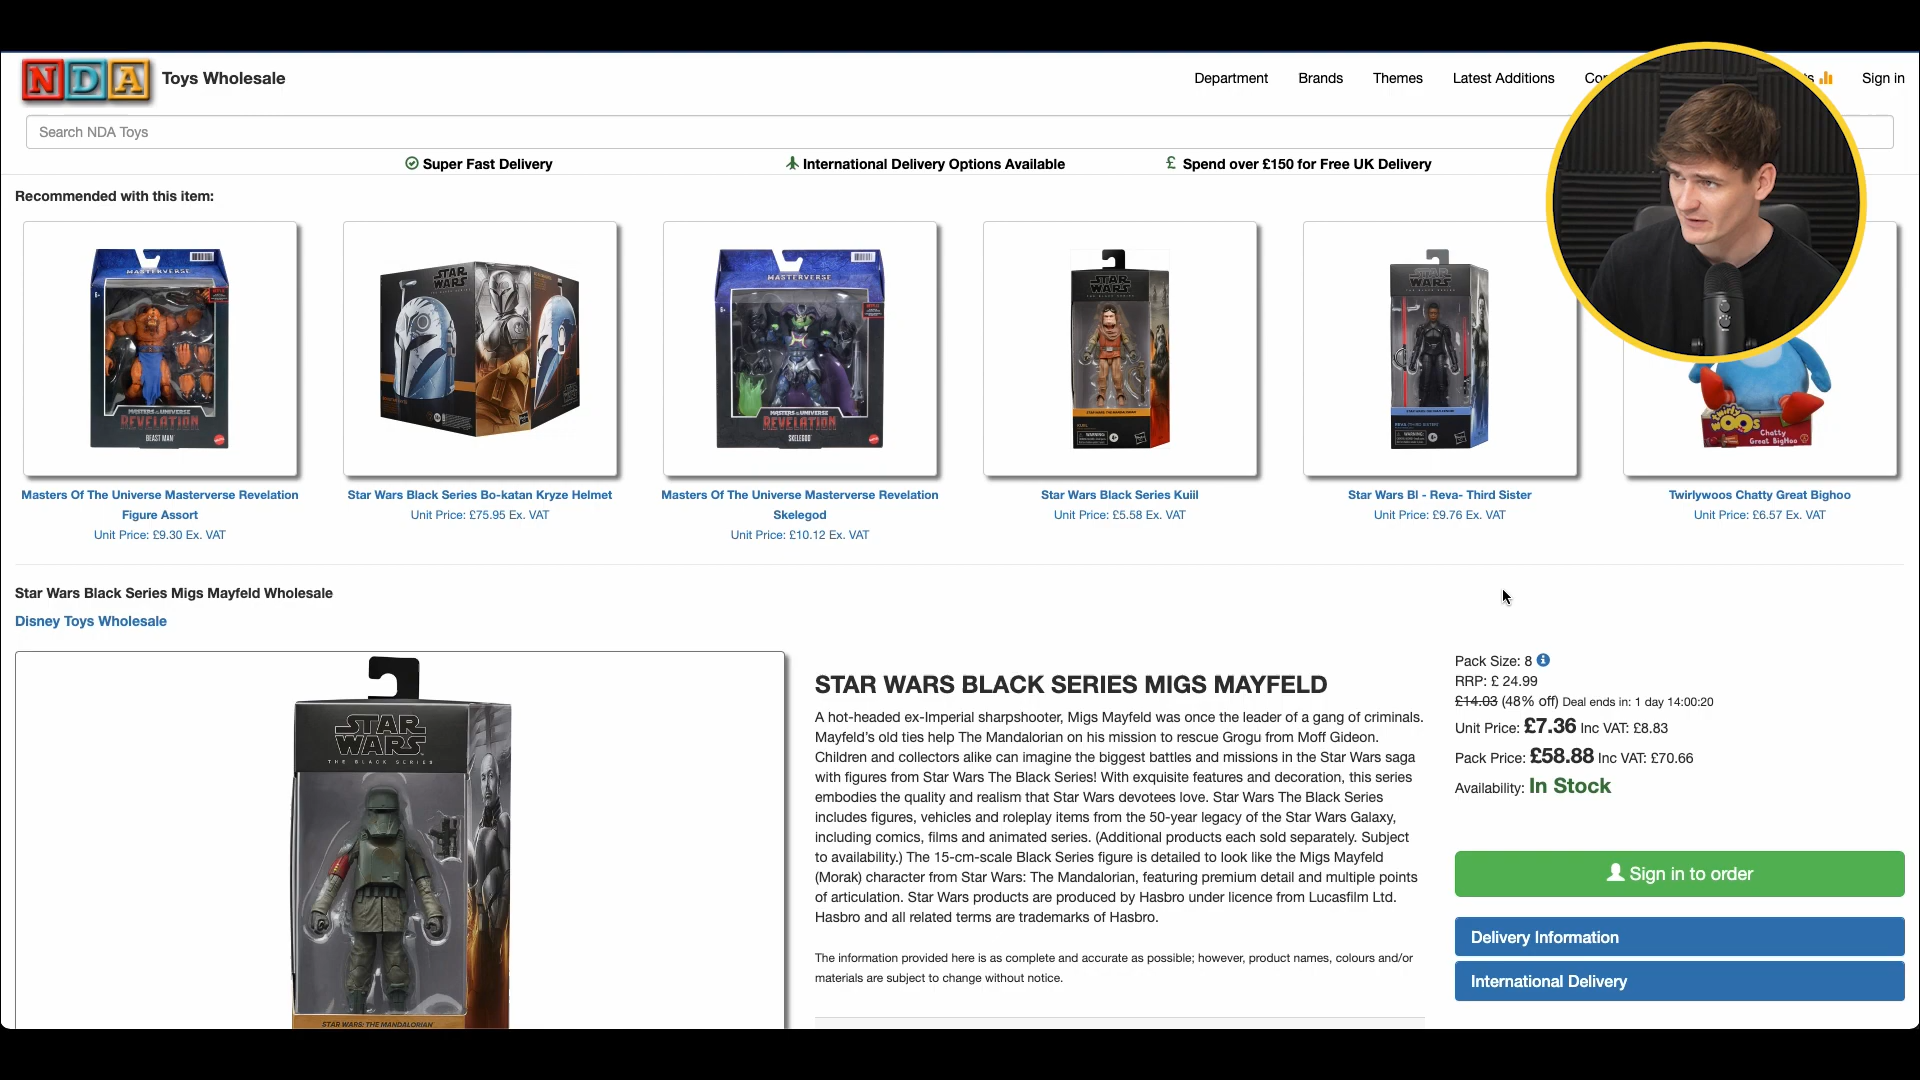 NDA Toys Wholesale
Department Brands Themes Latest Additions Sign in
Search NDA Toys
Super Fast Delivery International Delivery Options Available £ Spend over £150 for Free UK Delivery
Recommended with this item:
MASTERVERSE
REVELATION
BEAST MAN
STAR WARS
MASTERVERSE
REVELATION
SKELEGOD
STAR WARS
STAR WARS
Chatty
Great BigHoo
Masters Of The Universe Masterverse Revelation
Figure Assort
Unit Price: £9.30 Ex. VAT
Star Wars Black Series Bo-katan Kryze Helmet
Unit Price: £75.95 Ex. VAT
Masters Of The Universe Masterverse Revelation
Skelegod
Unit Price: £10.12 Ex. VAT
Star Wars Black Series Kuiil
Unit Price: £5.58 Ex. VAT
Star Wars Bl - Reva- Third Sister
Unit Price: £9.76 Ex. VAT
Twirlywoos Chatty Great Bighoo
Unit Price: £6.57 Ex. VAT
Star Wars Black Series Migs Mayfeld Wholesale
Disney Toys Wholesale
STAR WARS
THE BLACK SERIES
STAR WARS: THE MANDALORIAN
STAR WARS BLACK SERIES MIGS MAYFELD
A hot-headed ex-Imperial sharpshooter, Migs Mayfeld was once the leader of a gang of criminals.
Mayfeld's old ties help The Mandalorian on his mission to rescue Grogu from Moff Gideon.
Children and collectors alike can imagine the biggest battles and missions in the Star Wars saga
with figures from Star Wars The Black Series! With exquisite features and decoration, this series
embodies the quality and realism that Star Wars devotees love. Star Wars The Black Series
includes figures, vehicles and roleplay items from the 50-year legacy of the Star Wars Galaxy,
including comics, films and animated series. (Additional products each sold separately. Subject
to availability.) The 15-cm-scale Black Series figure is detailed to look like the Migs Mayfeld
(Morak) character from Star Wars: The Mandalorian, featuring premium detail and multiple points
of articulation. Star Wars products are produced by Hasbro under licence from Lucasfilm Ltd.
Hasbro and all related terms are trademarks of Hasbro.
The information provided here is as complete and accurate as possible; however, product names, colours and/or
materials are subject to change without notice.
Pack Size: 8
RRP: £ 24.99
£14.03 (48% off) Deal ends in: 1 day 14:00:20
Unit Price: £7.36 Inc VAT: £8.83
Pack Price: £58.88 Inc VAT: £70.66
Availability: In Stock
Sign in to order
Delivery Information
International Delivery